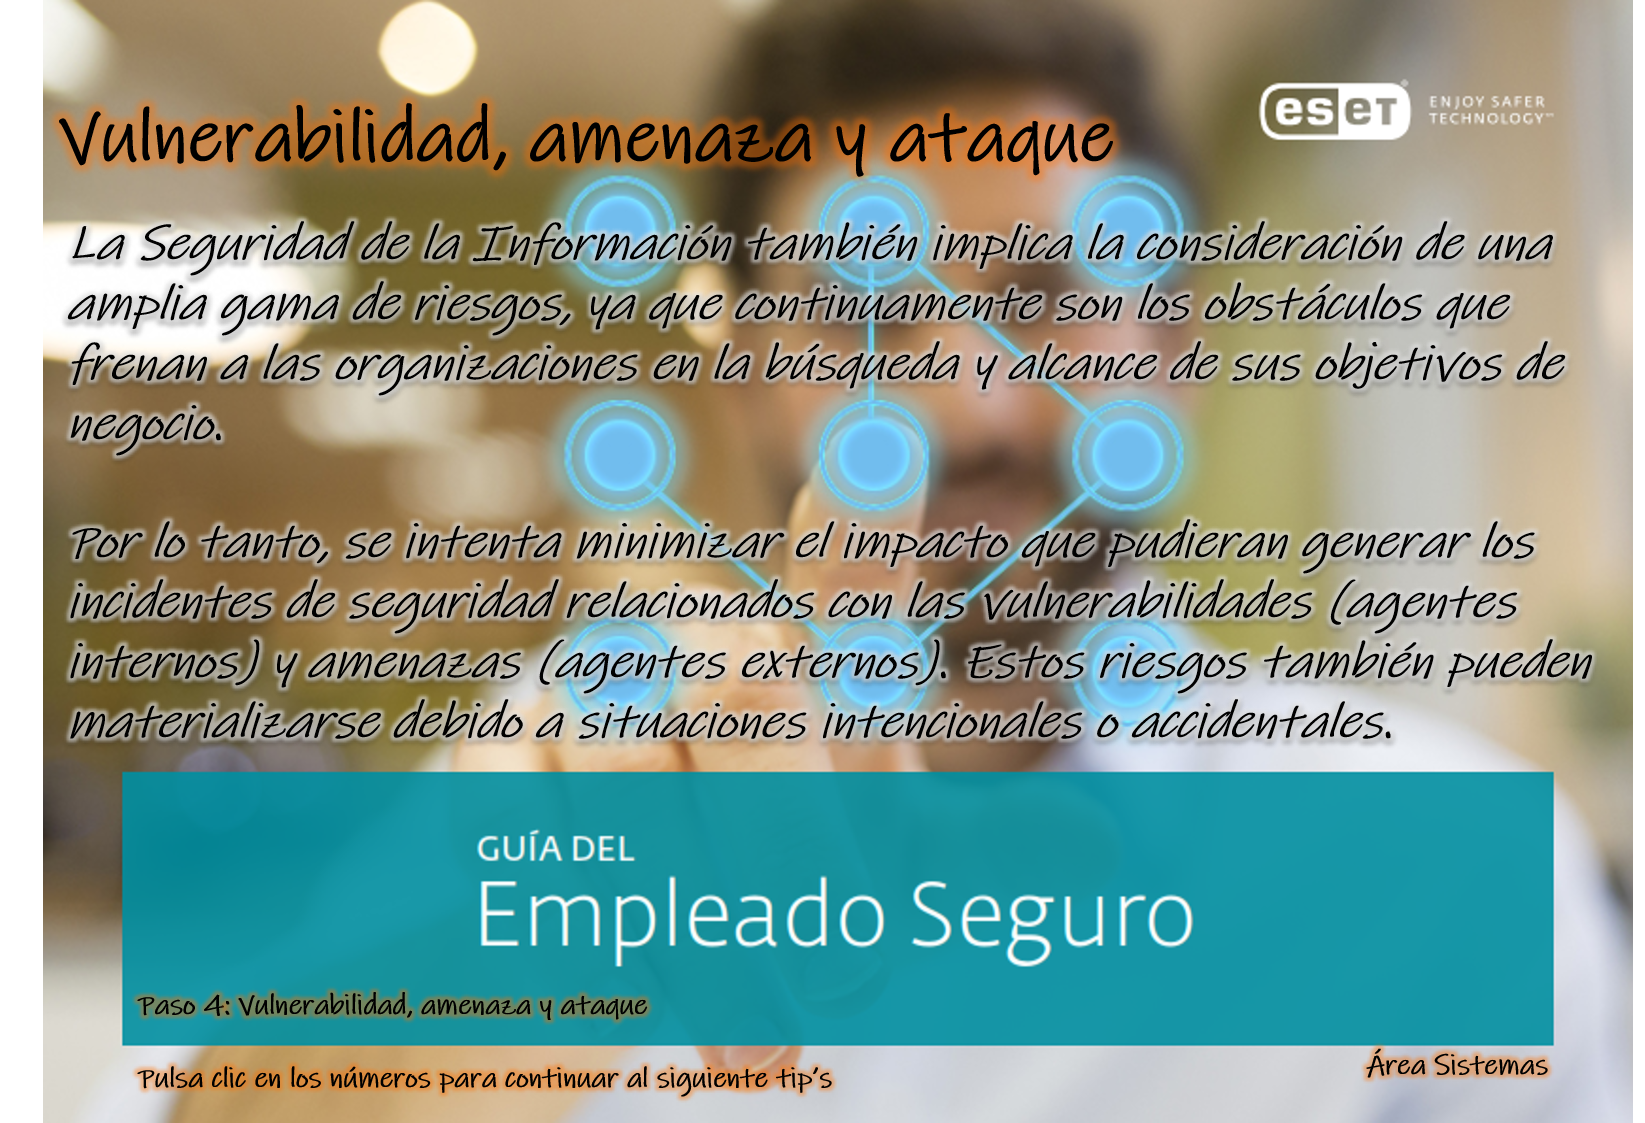 eset® ENJOY SAFER
TECHNOLOGY™
Vulnerabilidad, amenaza y ataque
La Seguridad de la Información también implica la consideración de una
amplia gama de riesgos, ya que continuamente son los obstáculos que
frenan a las organizaciones en la búsqueda y alcance de sus objetivos de
negocio.
Por lo tanto, se intenta minimizar el impacto que pudieran generar los
incidentes de seguridad relacionados con las vulnerabilidades (agentes
internos) y amenazas (agentes externos). Estos riesgos también pueden
materializarse debido a situaciones intencionales o accidentales.
GUÍA DEL
Empleado Seguro
Paso 4: Vulnerabilidad, amenaza y ataque
Área Sistemas
Pulsa clic en los números para continuar al siguiente tip's